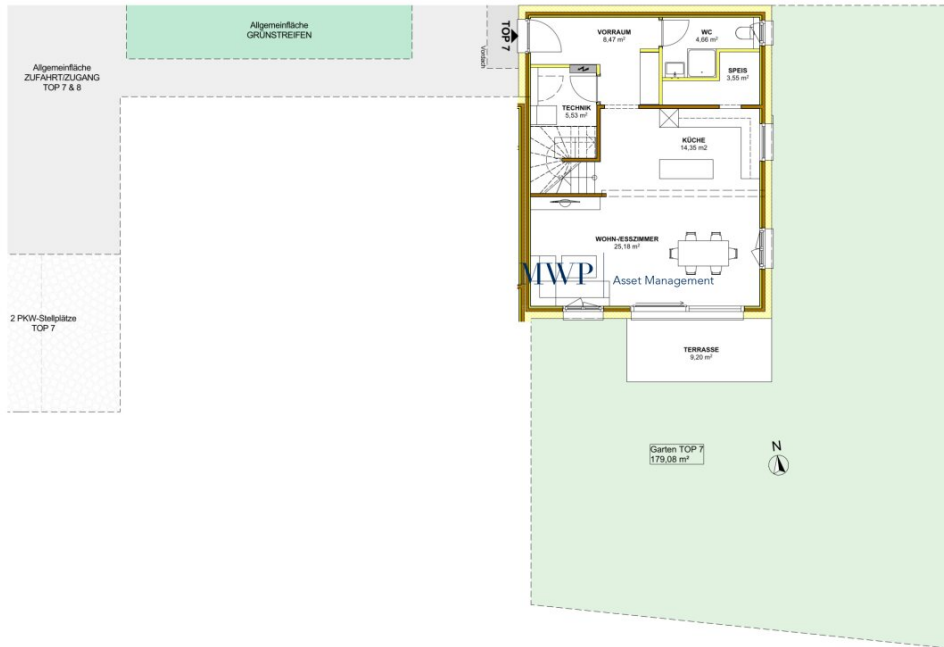 Allgemeinfläche
GRÜNSTREIFEN
Allgemeinfläche
ZUFAHRT/ZUGANG
TOP 7 & 8
Vordach
TOP 7
VORRAUM
8,47 m²
WC
4,66 m²
SPEIS
3,55 m²
TECHNIK
5,53 m²
KÜCHE
14,35 m2
WOHN-/ESSZIMMER
25,18 m²
MWP Asset Management
2 PKW-Stellplätze
TOP 7
TERRASSE
9,20 m²
Garten TOP 7
179,08 m²
N